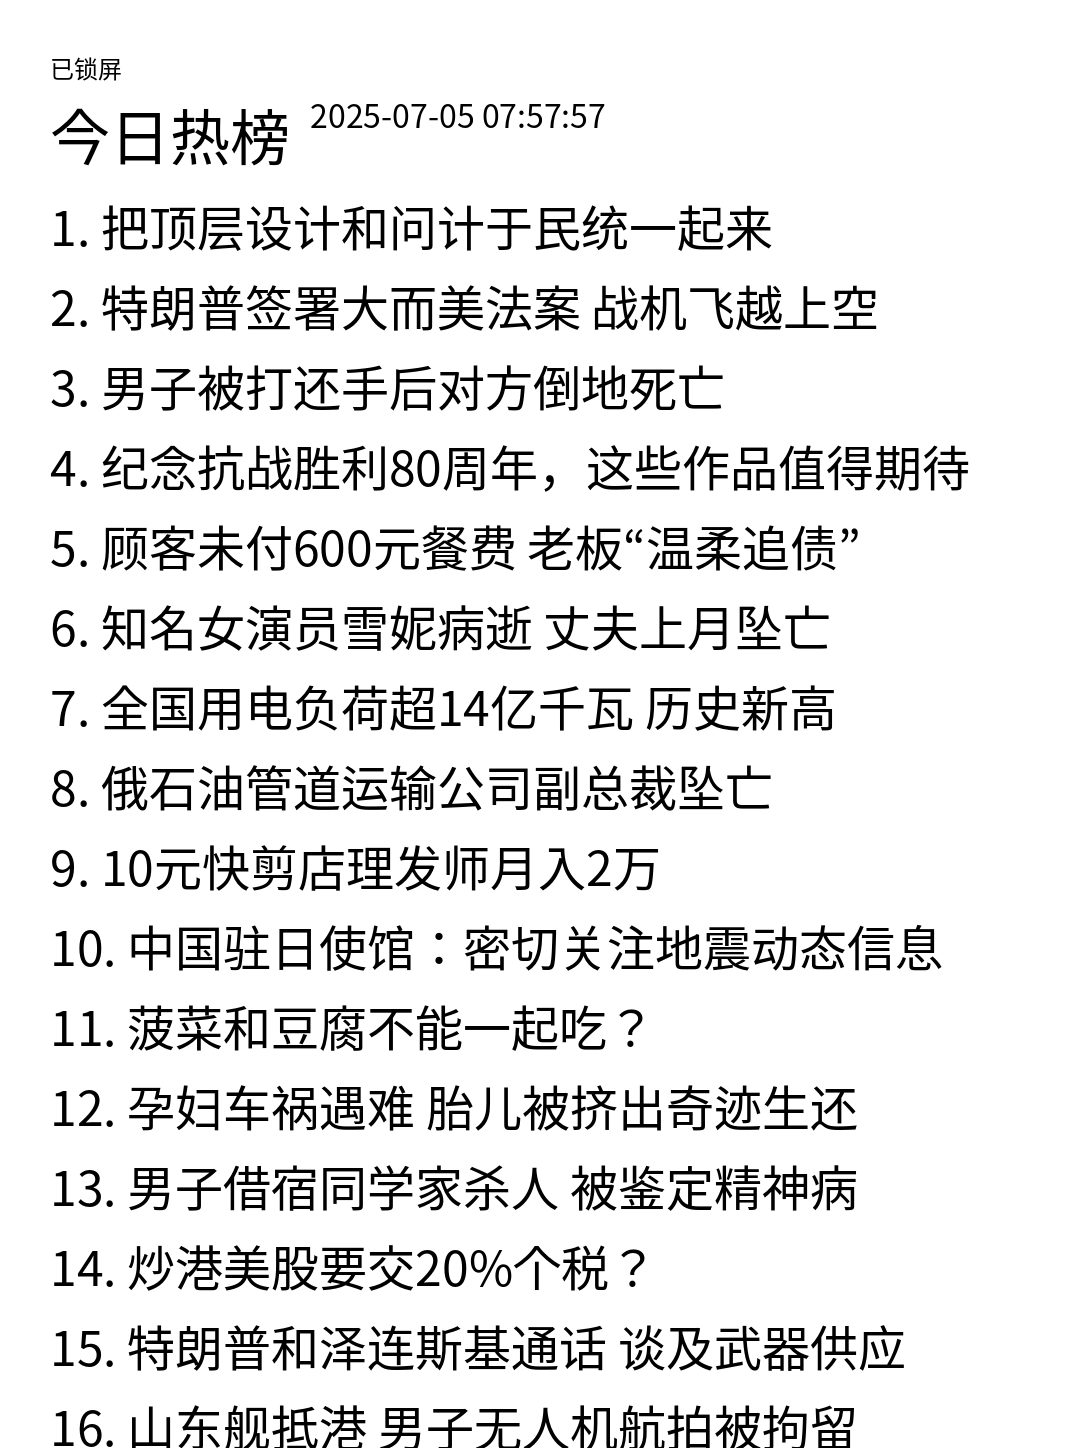 已锁屏
今日热榜 2025-07-05 07:57:57
1. 把顶层设计和问计于民统一起来
2. 特朗普签署大而美法案 战机飞越上空
3. 男子被打还手后对方倒地死亡
4. 纪念抗战胜利80周年，这些作品值得期待
5. 顾客未付600元餐费 老板“温柔追债”
6. 知名女演员雪妮病逝 丈夫上月坠亡
7. 全国用电负荷超14亿千瓦 历史新高
8. 俄石油管道运输公司副总裁坠亡
9. 10元快剪店理发师月入2万
10. 中国驻日使馆：密切关注地震动态信息
11. 菠菜和豆腐不能一起吃？
12. 孕妇车祸遇难 胎儿被挤出奇迹生还
13. 男子借宿同学家杀人 被鉴定精神病
14. 炒港美股要交20%个税？
15. 特朗普和泽连斯基通话 谈及武器供应
16. 山东舰抵港 男子无人机航拍被拘留